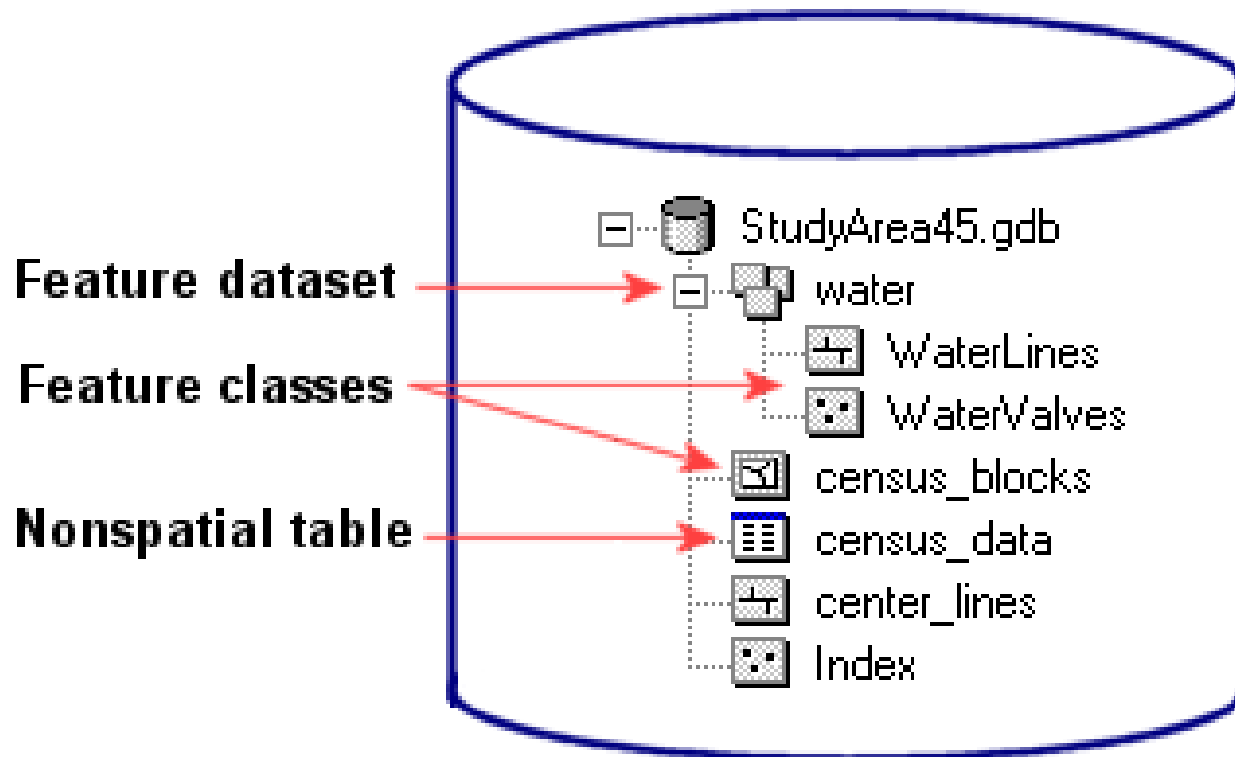 StudyArea45.gdb
Feature dataset
water
WaterLines
Feature classes
WaterValves
census_blocks
Nonspatial table
census_data
center_lines
Index